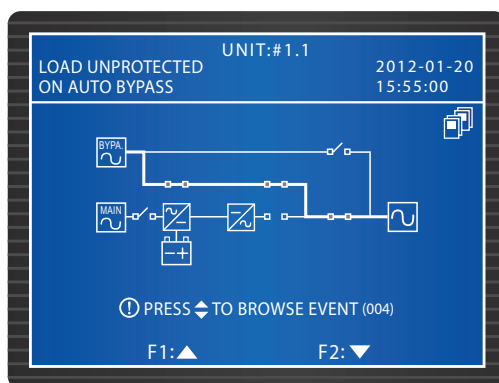 UNIT:#1.1
LOAD UNPROTECTED
ON AUTO BYPASS
2012-01-20
15:55:00
BYPA.
MAIN
PRESS TO BROWSE EVENT (004)
F1:
F2: